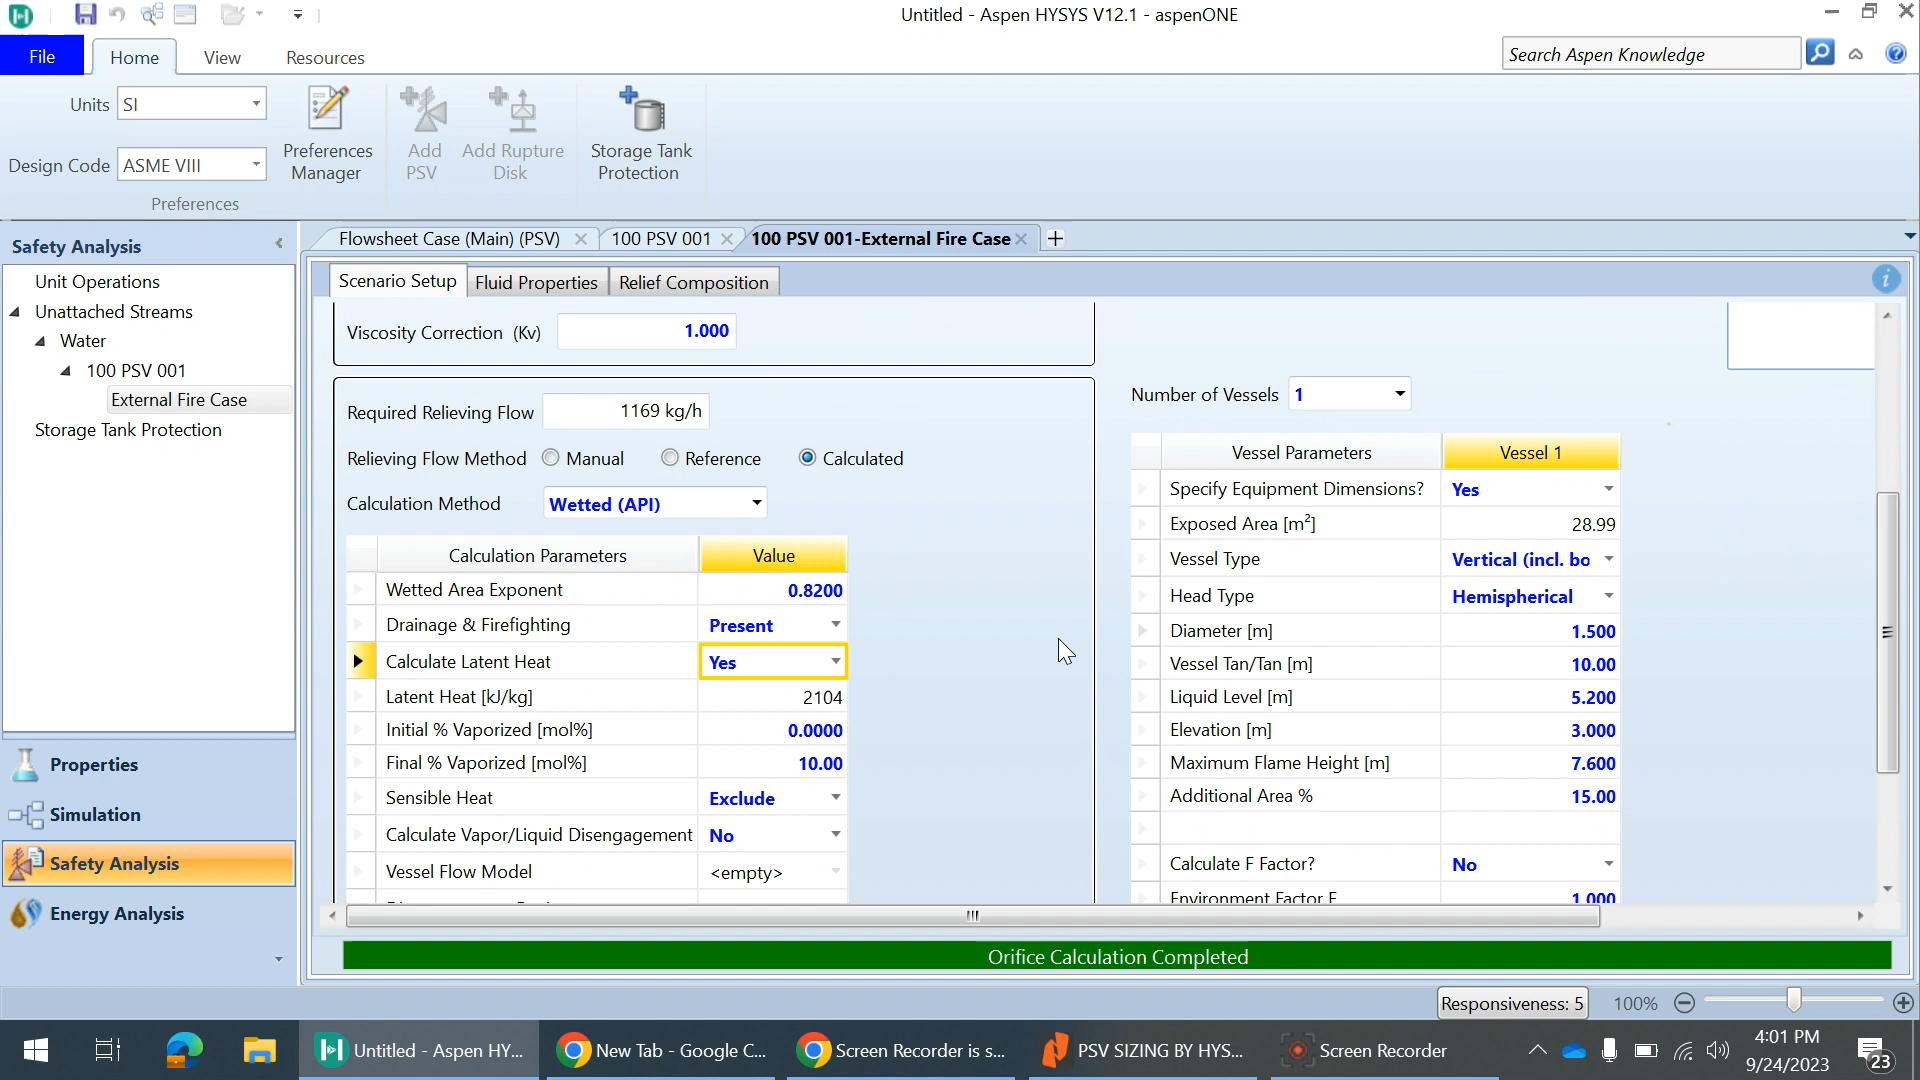 Untitled - Aspen HYSYS V12.1 - aspenONE
File
Home
View
Resources
Search Aspen Knowledge
Units
SI
Design Code
ASME VIII
Preferences
Manager
Preferences
Add
PSV
Add Rupture
Disk
Storage Tank
Protection
Safety Analysis
Unit Operations
Unattached Streams
Water
100 PSV 001
External Fire Case
Storage Tank Protection
Properties
Simulation
Safety Analysis
Energy Analysis
Flowsheet Case (Main) (PSV)
100 PSV 001
100 PSV 001-External Fire Case
Scenario Setup
Fluid Properties
Relief Composition
Viscosity Correction (Kv)
1.000
Required Relieving Flow
1169 kg/h
Relieving Flow Method
Manual
Reference
Calculated
Calculation Method
Wetted (API)
Calculation Parameters
Value
Wetted Area Exponent
0.8200
Drainage & Firefighting
Present
Calculate Latent Heat
Yes
Latent Heat [kJ/kg]
2104
Initial % Vaporized [mol%]
0.0000
Final % Vaporized [mol%]
10.00
Sensible Heat
Exclude
Calculate Vapor/Liquid Disengagement
No
Vessel Flow Model
<empty>
Number of Vessels
1
Vessel Parameters
Vessel 1
Specify Equipment Dimensions?
Yes
Exposed Area [m²]
28.99
Vessel Type
Vertical (incl. bo
Head Type
Hemispherical
Diameter [m]
1.500
Vessel Tan/Tan [m]
10.00
Liquid Level [m]
5.200
Elevation [m]
3.000
Maximum Flame Height [m]
7.600
Additional Area %
15.00
Calculate F Factor?
No
Environment Factor F
1.000
Orifice Calculation Completed
Responsiveness: 5
100%
Untitled - Aspen HY...
New Tab - Google C...
Screen Recorder is s...
PSV SIZING BY HYS...
Screen Recorder
4:01 PM
9/24/2023
23